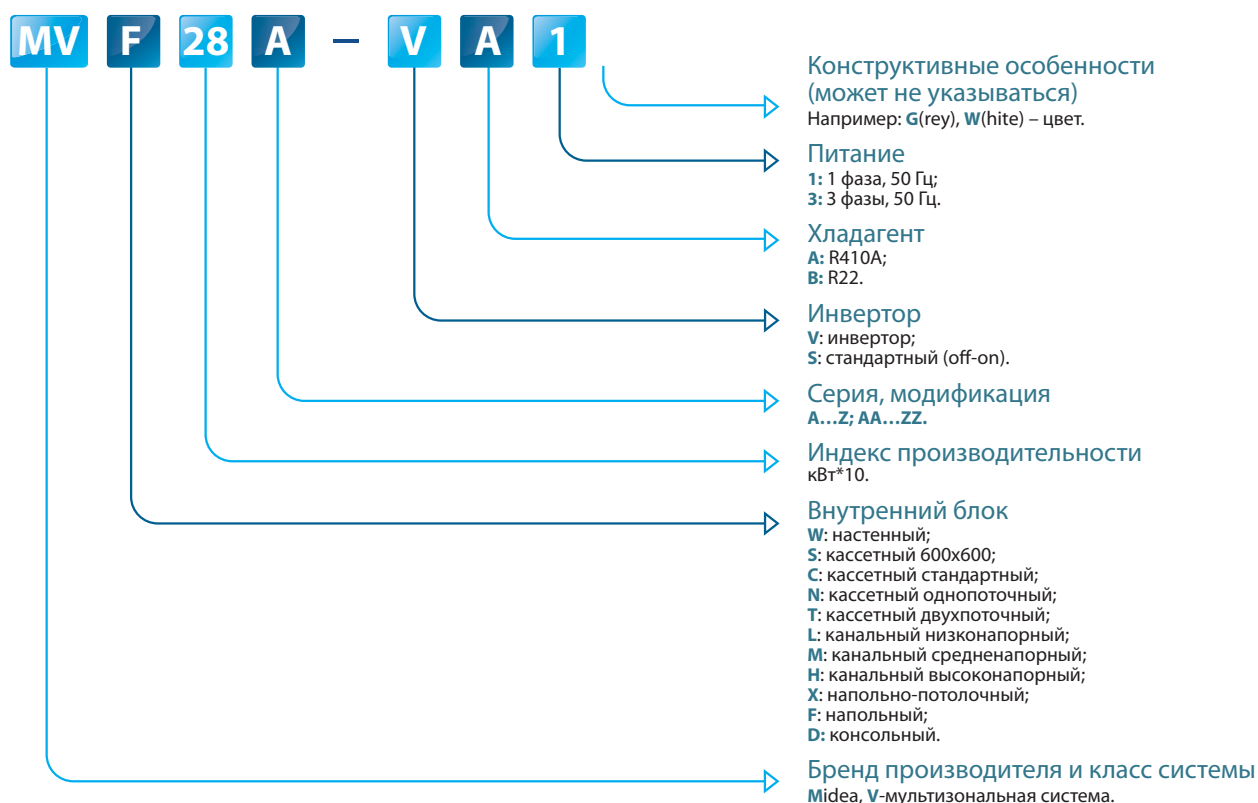 MV F 28 A – V A 1
Конструктивные особенности
(может не указываться)
Например: G(rey), W(hite) – цвет.
Питание
1: 1 фаза, 50 Гц;
3: 3 фазы, 50 Гц.
Хладагент
A: R410A;
B: R22.
Инвертор
V: инвертор;
S: стандартный (off-on).
Серия, модификация
A…Z; AA…ZZ.
Индекс производительности
кВт*10.
Внутренний блок
W: настенный;
S: кассетный 600x600;
C: кассетный стандартный;
N: кассетный однопоточный;
T: кассетный двухпоточный;
L: канальный низконапорный;
M: канальный средненапорный;
H: канальный высоконапорный;
X: напольно-потолочный;
F: напольный;
D: консольный.
Бренд производителя и класс системы
Midea, V-мультизональная система.